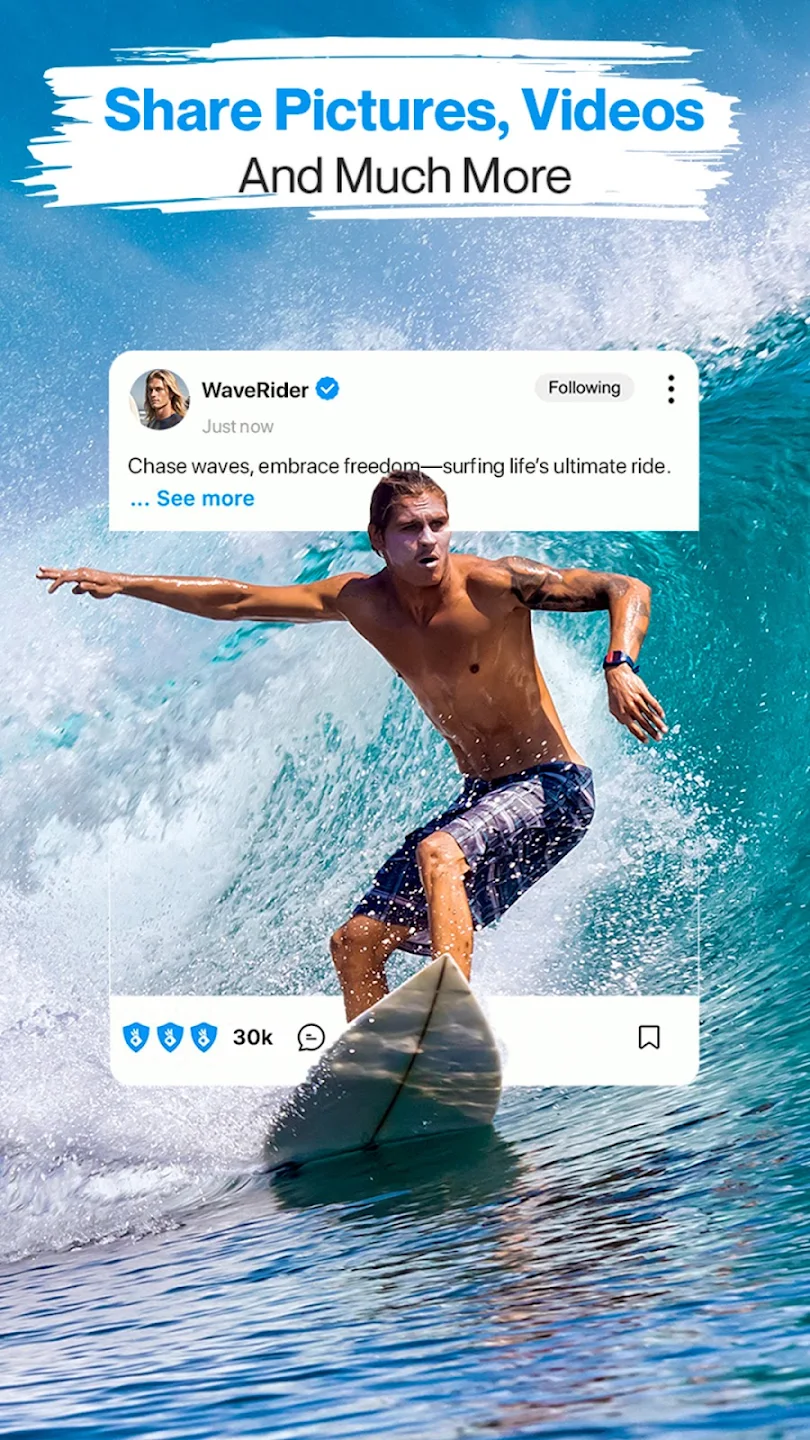 Share Pictures, Videos
And Much More
WaveRider
Following
Just now
Chase waves, embrace freedom—surfing life's ultimate ride.
... See more
30k